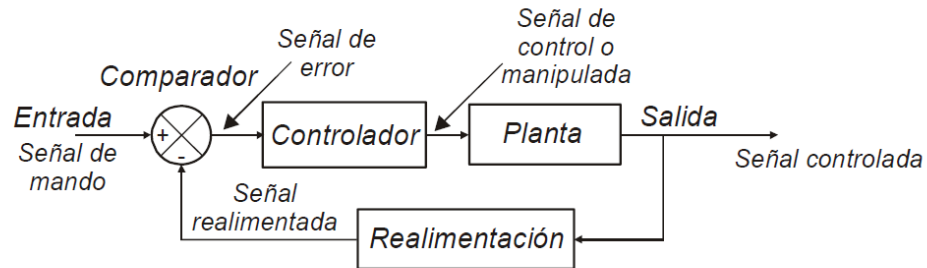 Señal de
error
Señal de
control o
manipulada
Comparador
Entrada
Señal de
mando
+
-
Controlador
Planta
Salida
Señal controlada
Señal
realimentada
Realimentación